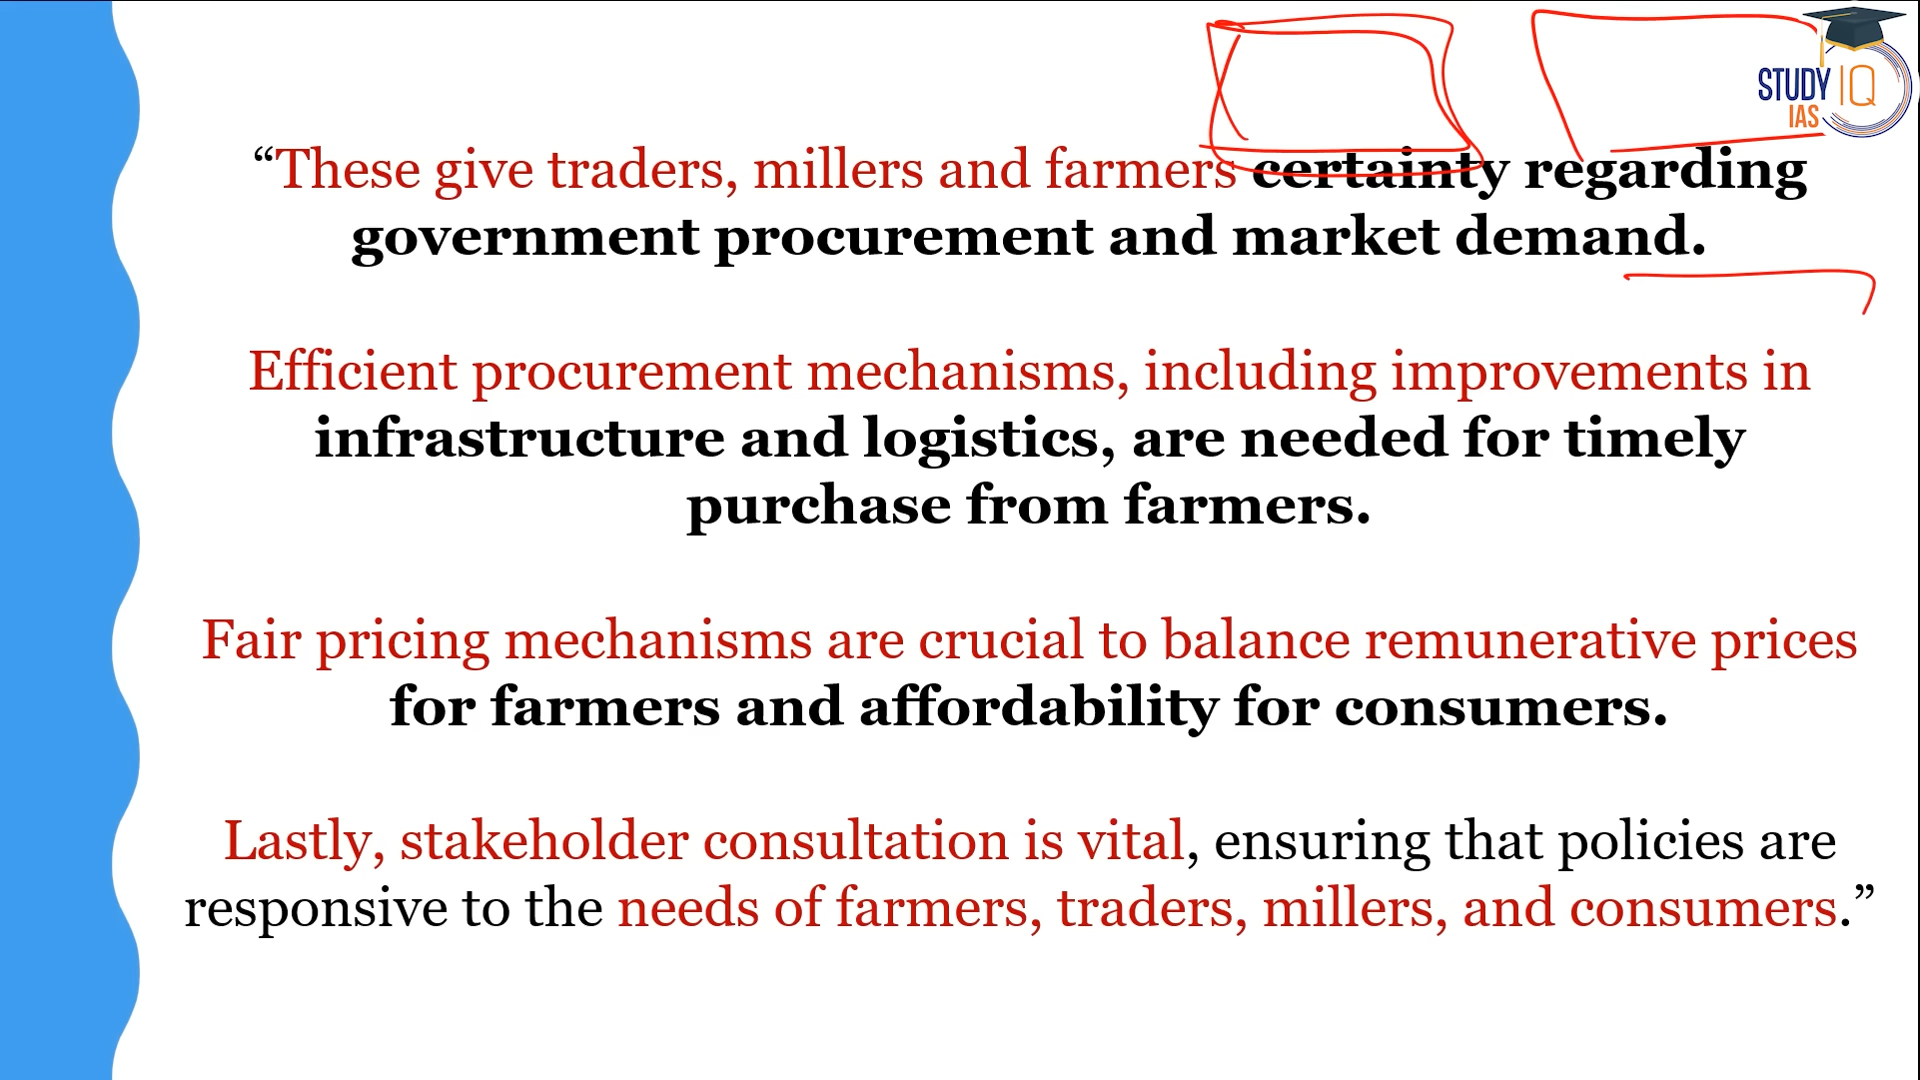 STUDY IQ
IAS
“These give traders, millers and farmers certainty regarding
government procurement and market demand.
Efficient procurement mechanisms, including improvements in
infrastructure and logistics, are needed for timely
purchase from farmers.
Fair pricing mechanisms are crucial to balance remunerative prices
for farmers and affordability for consumers.
Lastly, stakeholder consultation is vital, ensuring that policies are
responsive to the needs of farmers, traders, millers, and consumers.”